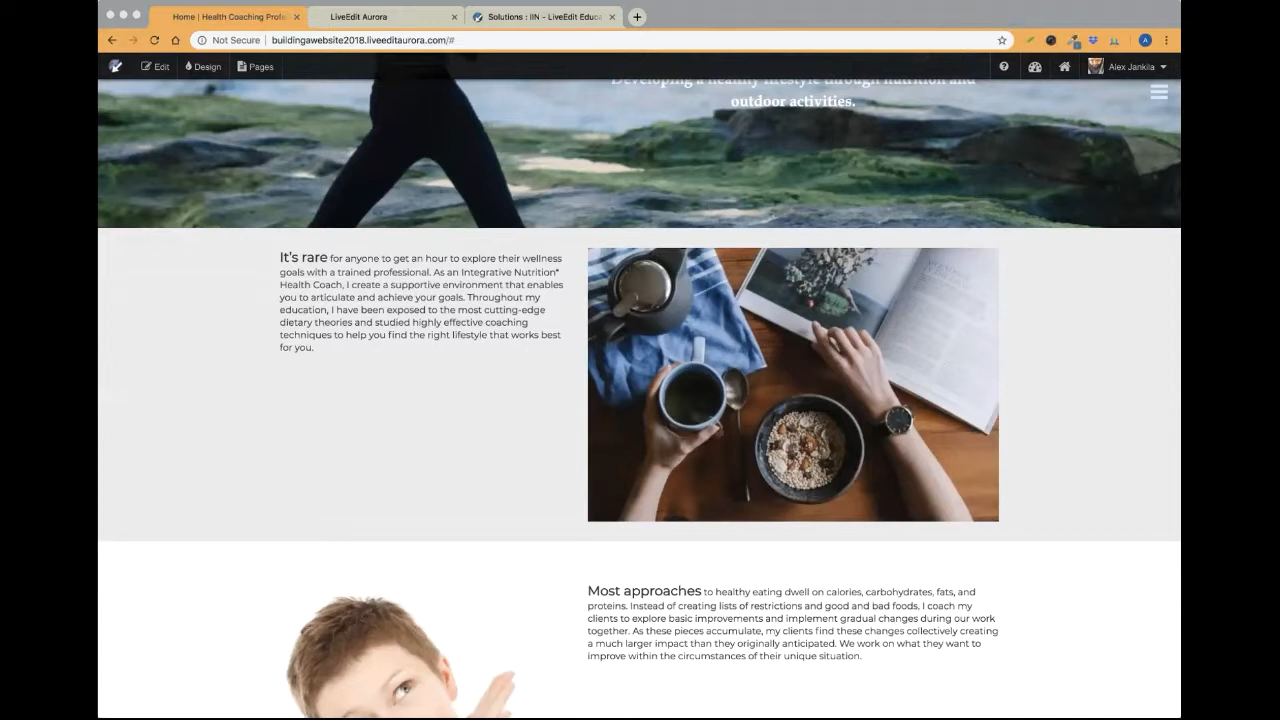 Home | Health Coaching Profes
LiveEdit Aurora
Solutions : IIN - LiveEdit Educa
Not Secure | buildingawebsite2018.liveeditaurora.com/#
A
Edit Design Pages
Alex Jankila
Developing a healthy lifestyle through nutrition and
outdoor activities.
It's rare for anyone to get an hour to explore their wellness
goals with a trained professional. As an Integrative Nutrition®
Health Coach, I create a supportive environment that enables
you to articulate and achieve your goals. Throughout my
education, I have been exposed to the most cutting-edge
dietary theories and studied highly effective coaching
techniques to help you find the right lifestyle that works best
for you.
Most approaches to healthy eating dwell on calories, carbohydrates, fats, and
proteins. Instead of creating lists of restrictions and good and bad foods, I coach my
clients to explore basic improvements and implement gradual changes during our work
together. As these pieces accumulate, my clients find these changes collectively creating
a much larger impact than they originally anticipated. We work on what they want to
improve within the circumstances of their unique situation.